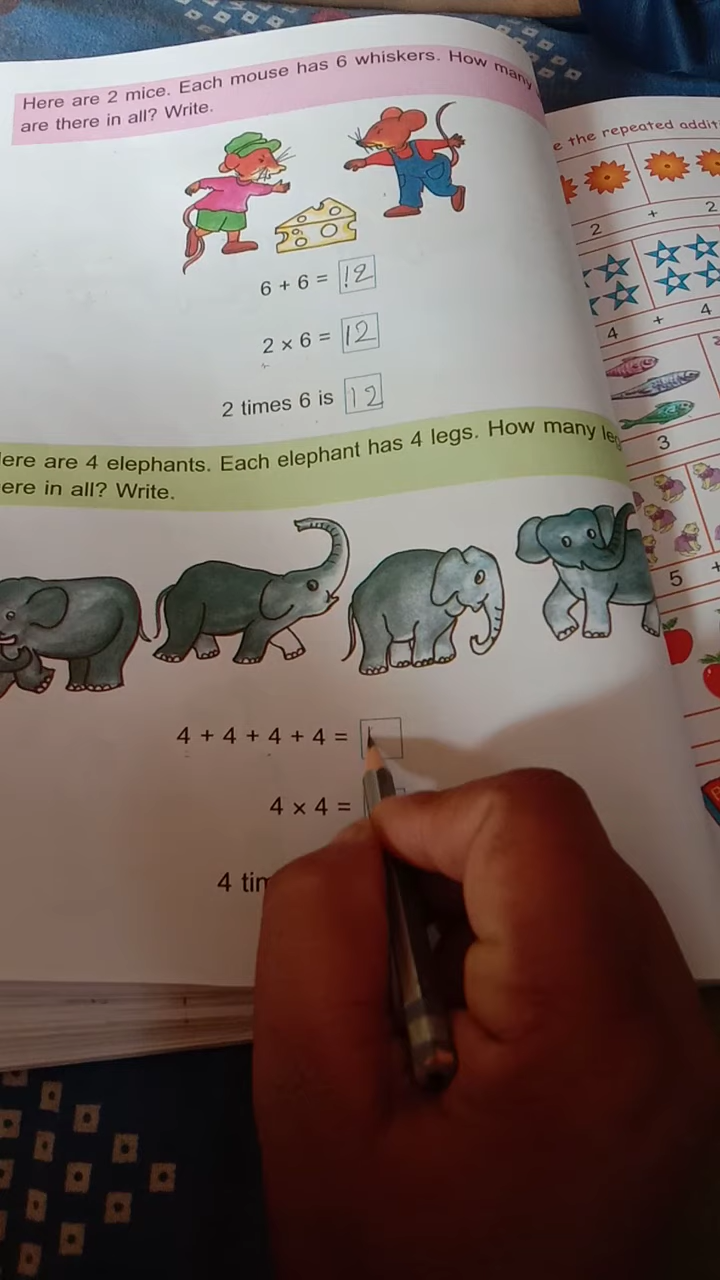 Here are 2 mice. Each mouse has 6 whiskers. How many
are there in all? Write.
6 + 6 = 12
2 × 6 = 12
2 times 6 is 12
ere are 4 elephants. Each elephant has 4 legs. How many le
ere in all? Write.
4 + 4 + 4 + 4 =
4 × 4 =
4 tim
e the repeated addit
2 + 2
4 + 4
3
5 +